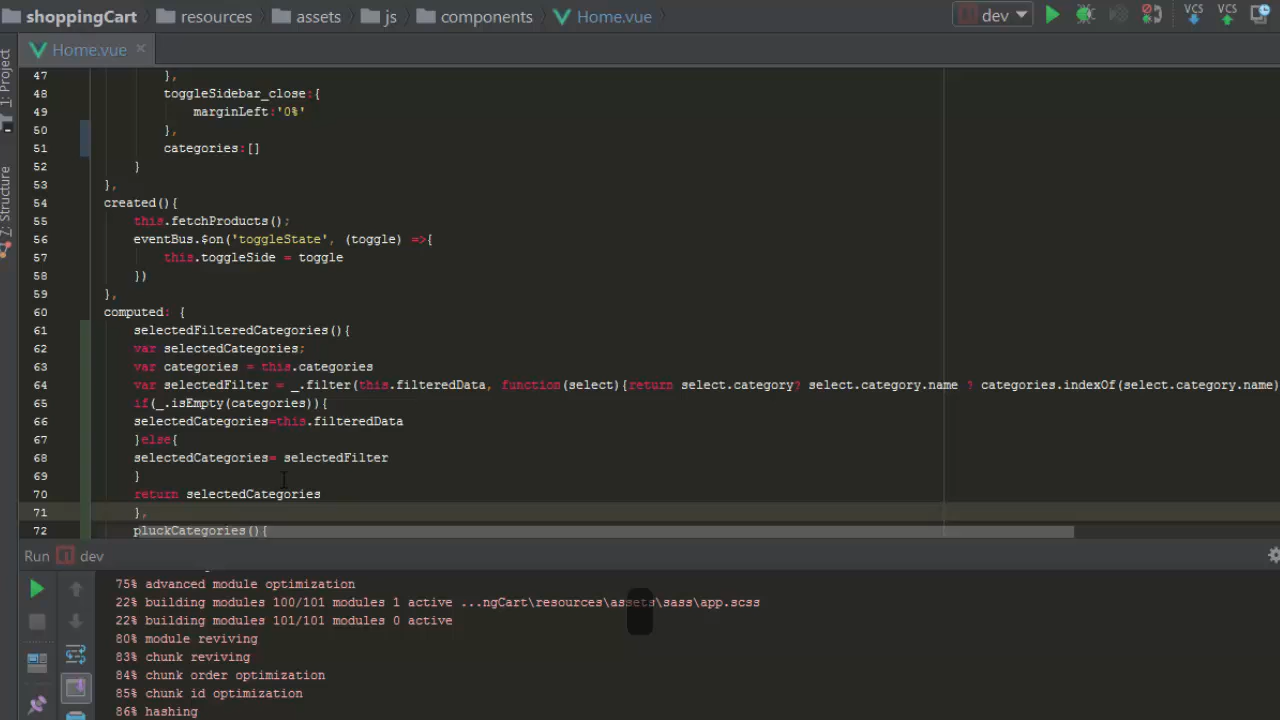 shoppingCart resources assets js components Home.vue dev VCS VCS
Home.vue
1: Project
7: Structure
47 },
48 toggleSidebar_close:{
49 marginLeft:'0%'
50 },
51 categories:[]
52 }
53 },
54 created(){
55 this.fetchProducts();
56 eventBus.$on('toggleState', (toggle) =>{
57 this.toggleSide = toggle
58 })
59 },
60 computed: {
61 selectedFilteredCategories(){
62 var selectedCategories;
63 var categories = this.categories
64 var selectedFilter = _.filter(this.filteredData, function(select){return select.category? select.category.name ? categories.indexOf(select.category.name)
65 if(_.isEmpty(categories)){
66 selectedCategories=this.filteredData
67 }else{
68 selectedCategories= selectedFilter
69 }
70 return selectedCategories
71 },
72 pluckCategories(){
Run dev
75% advanced module optimization
22% building modules 100/101 modules 1 active ...ngCart\resources\assets\sass\app.scss
22% building modules 101/101 modules 0 active
80% module reviving
83% chunk reviving
84% chunk order optimization
85% chunk id optimization
86% hashing